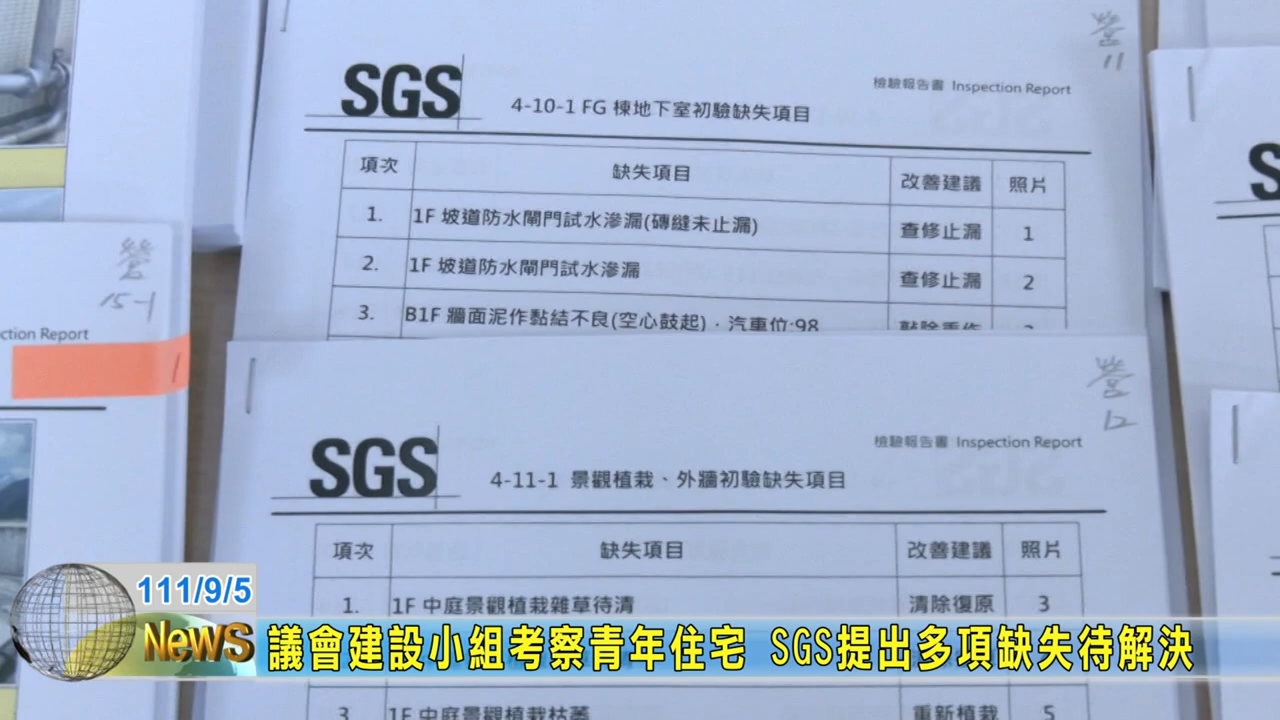 營
11
SGS
4-10-1 FG 棟地下室初驗缺失項目
檢驗報告書 Inspection Report
項次 缺失項目 改善建議 照片
1. 1F 坡道防水閘門試水滲漏(磚縫未止漏) 查修止漏 1
2. 1F 坡道防水閘門試水滲漏 查修止漏 2
3. B1F 牆面泥作黏結不良(空心鼓起)，汽車位:98 敲除重作
營
15-1
ction Report
1
營
12
SGS
4-11-1 景觀植栽、外牆初驗缺失項目
檢驗報告書 Inspection Report
項次 缺失項目 改善建議 照片
1. 1F 中庭景觀植栽雜草待清 清除復原 3
3. 1F 中庭景觀植栽枯萎 重新植栽 5
S
111/9/5
NewS
議會建設小組考察青年住宅 SGS提出多項缺失待解決